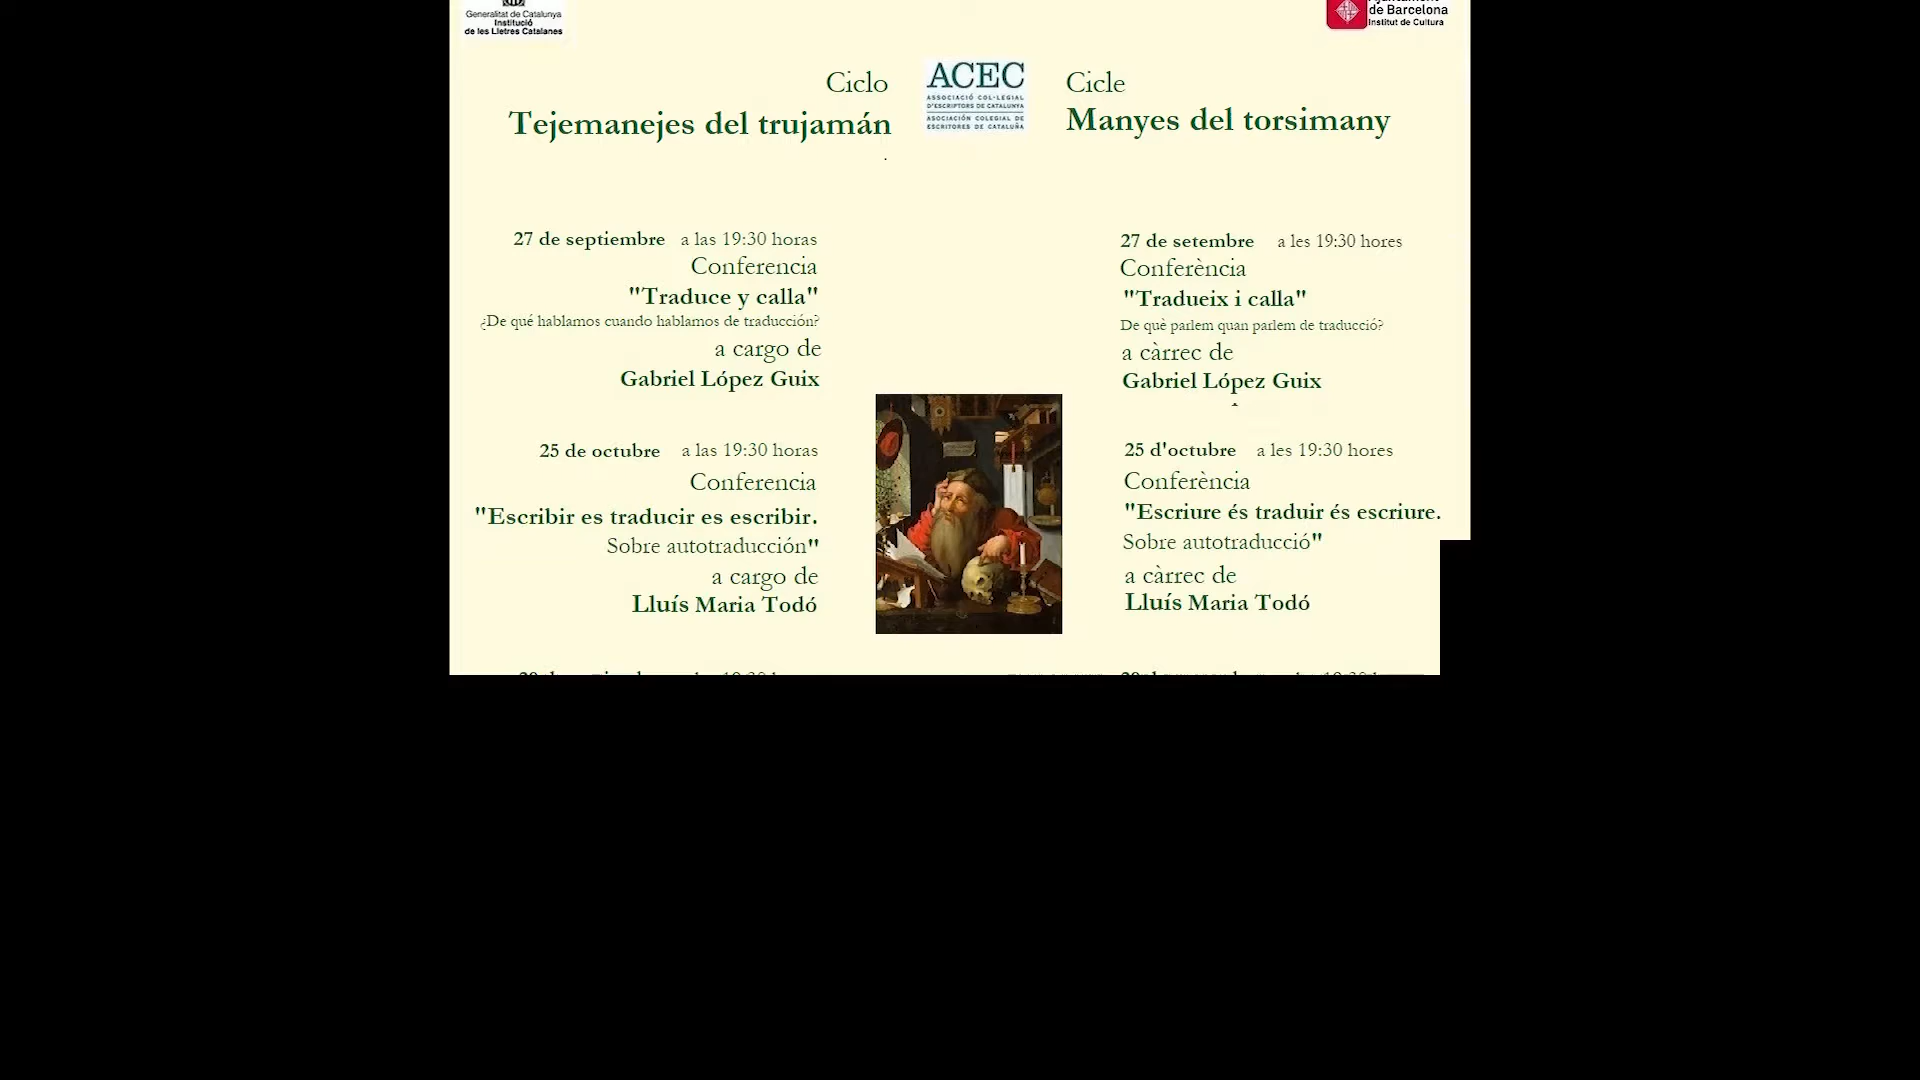 Generalitat de Catalunya
Institució
de les Lletres Catalanes
de Barcelona
Institut de Cultura
ACEC
ASSOCIACIÓ COL·LEGIAL
D'ESCRIPTORS DE CATALUNYA
ASOCIACIÓN COLEGIAL DE
ESCRITORES DE CATALUÑA
Ciclo
Tejemanejes del trujamán
27 de septiembre a las 19:30 horas
Conferencia
"Traduce y calla"
¿De qué hablamos cuando hablamos de traducción?
a cargo de
Gabriel López Guix
25 de octubre a las 19:30 horas
Conferencia
"Escribir es traducir es escribir.
Sobre autotraducción"
a cargo de
Lluís Maria Todó
Cicle
Manyes del torsimany
27 de setembre a les 19:30 hores
Conferència
"Tradueix i calla"
De què parlem quan parlem de traducció?
a càrrec de
Gabriel López Guix
25 d'octubre a les 19:30 hores
Conferència
"Escriure és traduir és escriure.
Sobre autotraducció"
a càrrec de
Lluís Maria Todó